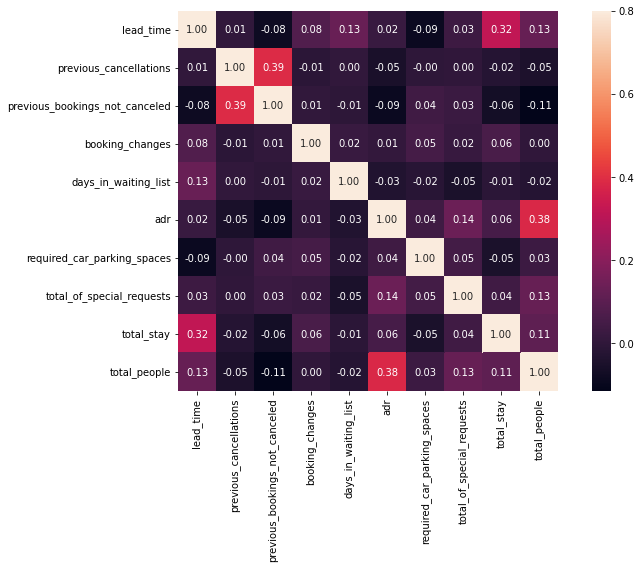 lead_time 1.00 0.01 -0.08 0.08 0.13 0.02 -0.09 0.03 0.32 0.13
previous_cancellations 0.01 1.00 0.39 -0.01 0.00 -0.05 -0.00 0.00 -0.02 -0.05
previous_bookings_not_canceled -0.08 0.39 1.00 0.01 -0.01 -0.09 0.04 0.03 -0.06 -0.11
booking_changes 0.08 -0.01 0.01 1.00 0.02 0.01 0.05 0.02 0.06 0.00
days_in_waiting_list 0.13 0.00 -0.01 0.02 1.00 -0.03 -0.02 -0.05 -0.01 -0.02
adr 0.02 -0.05 -0.09 0.01 -0.03 1.00 0.04 0.14 0.06 0.38
required_car_parking_spaces -0.09 -0.00 0.04 0.05 -0.02 0.04 1.00 0.05 -0.05 0.03
total_of_special_requests 0.03 0.00 0.03 0.02 -0.05 0.14 0.05 1.00 0.04 0.13
total_stay 0.32 -0.02 -0.06 0.06 -0.01 0.06 -0.05 0.04 1.00 0.11
total_people 0.13 -0.05 -0.11 0.00 -0.02 0.38 0.03 0.13 0.11 1.00
lead_time
previous_cancellations
previous_bookings_not_canceled
booking_changes
days_in_waiting_list
adr
required_car_parking_spaces
total_of_special_requests
total_stay
total_people
0.8
0.6
0.4
0.2
0.0